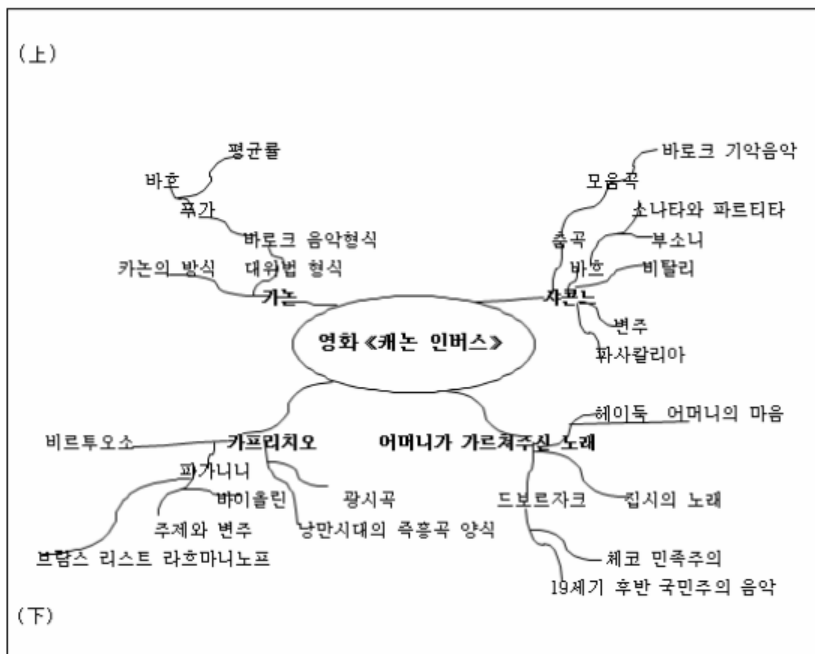 (上)
평균률
바로크 기악음악
바흐
모음곡
푸가
소나타와 파르티타
바로크 음악형식
춤곡
부소니
카논의 방식
대위법 형식
바흐
비탈리
카논
샤콘느
변주
영화 《캐논 인버스》
파사칼리아
헤이둑 어머니의 마음
비르투오소
카프리치오
어머니가 가르쳐주신 노래
파가니니
바이올린
광시곡
드보르자크
집시의 노래
주제와 변주
낭만시대의 즉흥곡 양식
브람스 리스트 라흐마니노프
체코 민족주의
19세기 후반 국민주의 음악
(下)